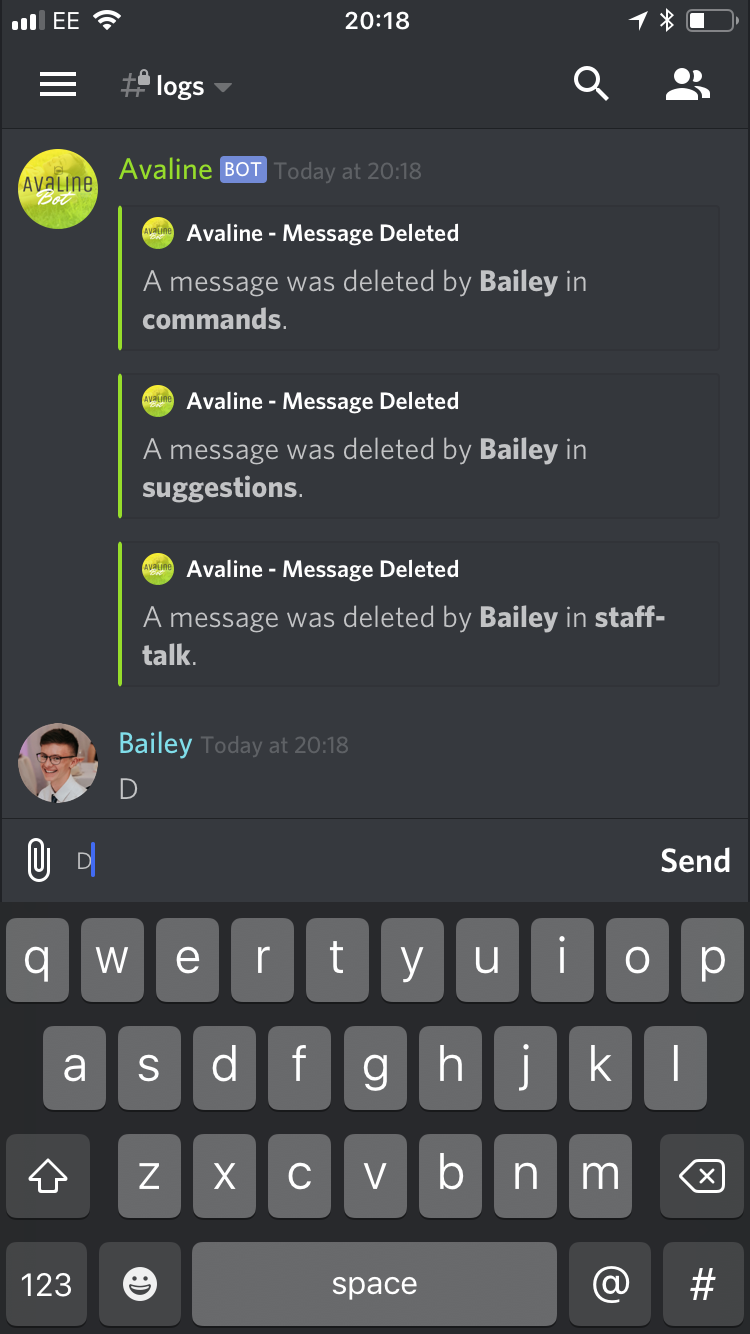 EE 20:18
# logs
Avaline BOT Today at 20:18
AVALINE
Bot
Avaline - Message Deleted
A message was deleted by Bailey in
commands.
Avaline - Message Deleted
A message was deleted by Bailey in
suggestions.
Avaline - Message Deleted
A message was deleted by Bailey in staff-
talk.
Bailey Today at 20:18
D
D Send
q w e r t y u i o p
a s d f g h j k l
z x c v b n m
123 space @ #